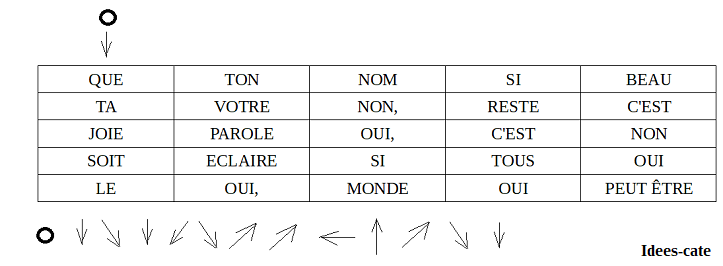 QUE TON NOM SI BEAU
TA VOTRE NON, RESTE C'EST
JOIE PAROLE OUI, C'EST NON
SOIT ECLAIRE SI TOUS OUI
LE OUI, MONDE OUI PEUT ÊTRE
Idees-cate